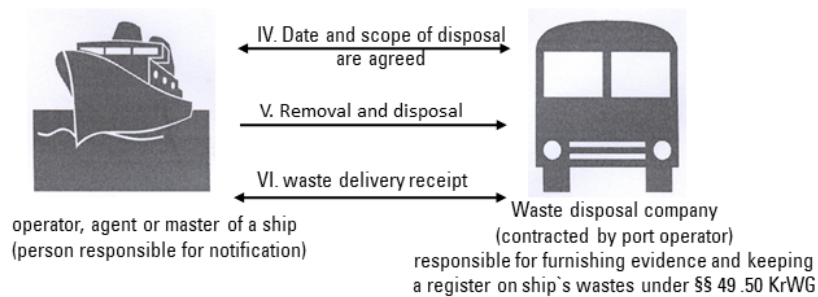 IV. Date and scope of disposal
are agreed
V. Removal and disposal
VI. waste delivery receipt
operator, agent or master of a ship
(person responsible for notification)
Waste disposal company
(contracted by port operator)
responsible for furnishing evidence and keeping
a register on ship`s wastes under §§ 49 .50 KrWG